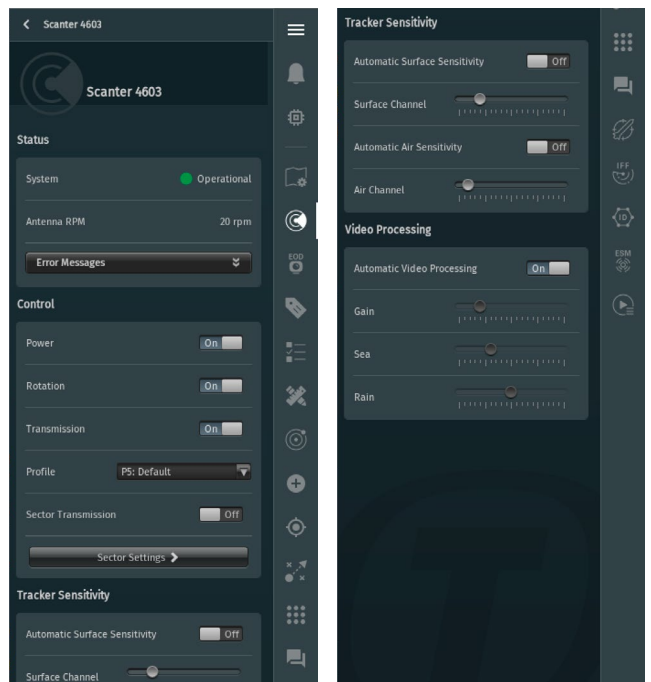 Scanter 4603
Scanter 4603
Status
System
Operational
Antenna RPM
20 rpm
Error Messages
Control
Power
On
Rotation
On
Transmission
On
Profile
P5: Default
Sector Transmission
Off
Sector Settings
Tracker Sensitivity
Automatic Surface Sensitivity
Off
Surface Channel
EOD
Tracker Sensitivity
Automatic Surface Sensitivity
Off
Surface Channel
Automatic Air Sensitivity
Off
Air Channel
Video Processing
Automatic Video Processing
On
Gain
Sea
Rain
IFF
ID
ESM